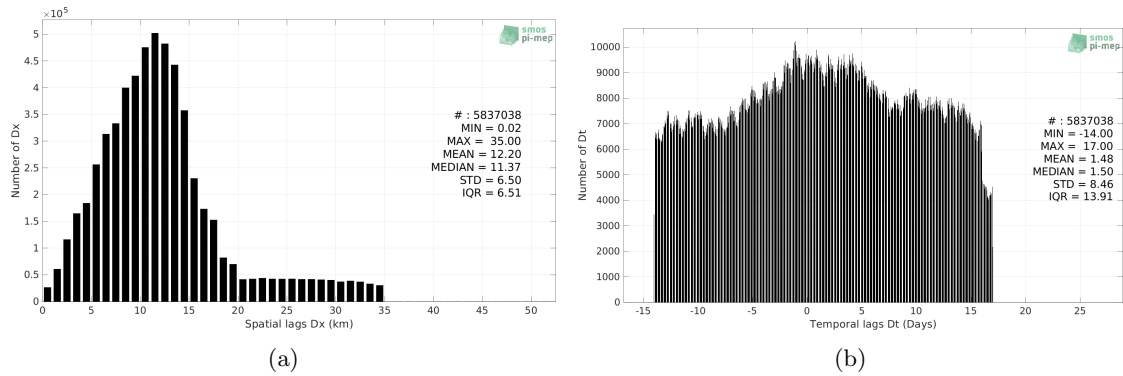 ×10⁵
5
4.5
4
3.5
3
2.5
2
1.5
1
0.5
0
Number of Dx
0 5 10 15 20 25 30 35 40 45 50
Spatial lags Dx (km)
smos
pi-mep
# : 5837038
MIN = 0.02
MAX = 35.00
MEAN = 12.20
MEDIAN = 11.37
STD = 6.50
IQR = 6.51
(a)
10000
9000
8000
7000
6000
5000
4000
3000
2000
1000
0
Number of Dt
-15 -10 -5 0 5 10 15 20 25
Temporal lags Dt (Days)
smos
pi-mep
# : 5837038
MIN = -14.00
MAX = 17.00
MEAN = 1.48
MEDIAN = 1.50
STD = 8.46
IQR = 13.91
(b)